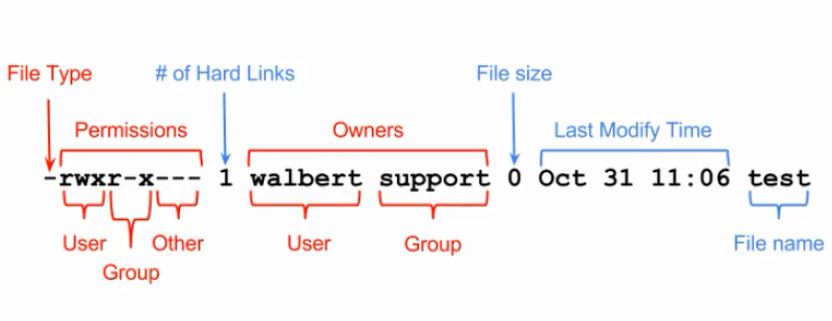 File Type # of Hard Links File size
Permissions Owners Last Modify Time
-rwxr-x--- 1 walbert support 0 Oct 31 11:06 test
User Other User Group File name
Group